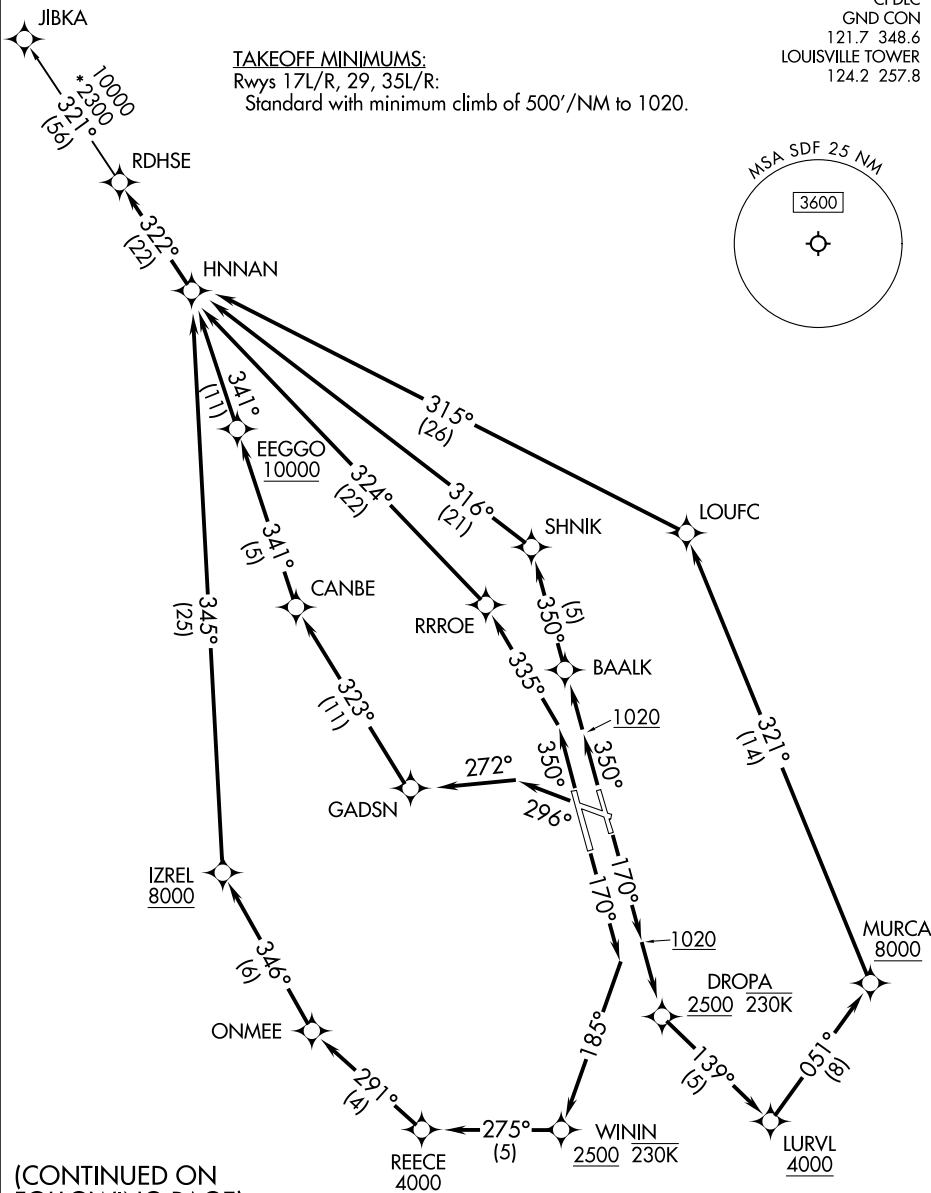 CPDLC
GND CON
121.7 348.6
LOUISVILLE TOWER
124.2 257.8
JIBKA
TAKEOFF MINIMUMS:
Rwys 17L/R, 29, 35L/R:
Standard with minimum climb of 500'/NM to 1020.
10000
*2300
321°
(56)
RDHSE
MSA SDF 25 NM
3600
322°
(22)
HNNAN
341°
(11)
315°
(26)
EEGGO
10000
324°
(22)
316°
(21)
SHNIK
LOUFC
341°
(5)
CANBE
345°
(25)
RRROE
350°
(5)
BAALK
335°
323°
(11)
1020
321°
(14)
350°
350°
272°
296°
GADSN
IZREL
8000
170°
170°
1020
MURCA
8000
346°
(6)
DROPA
2500 230K
ONMEE
185°
139°
(5)
051°
(8)
291°
(4)
275°
(5)
WININ
2500 230K
LURVL
4000
REECE
4000
(CONTINUED ON
FOLLOWING PAGE)